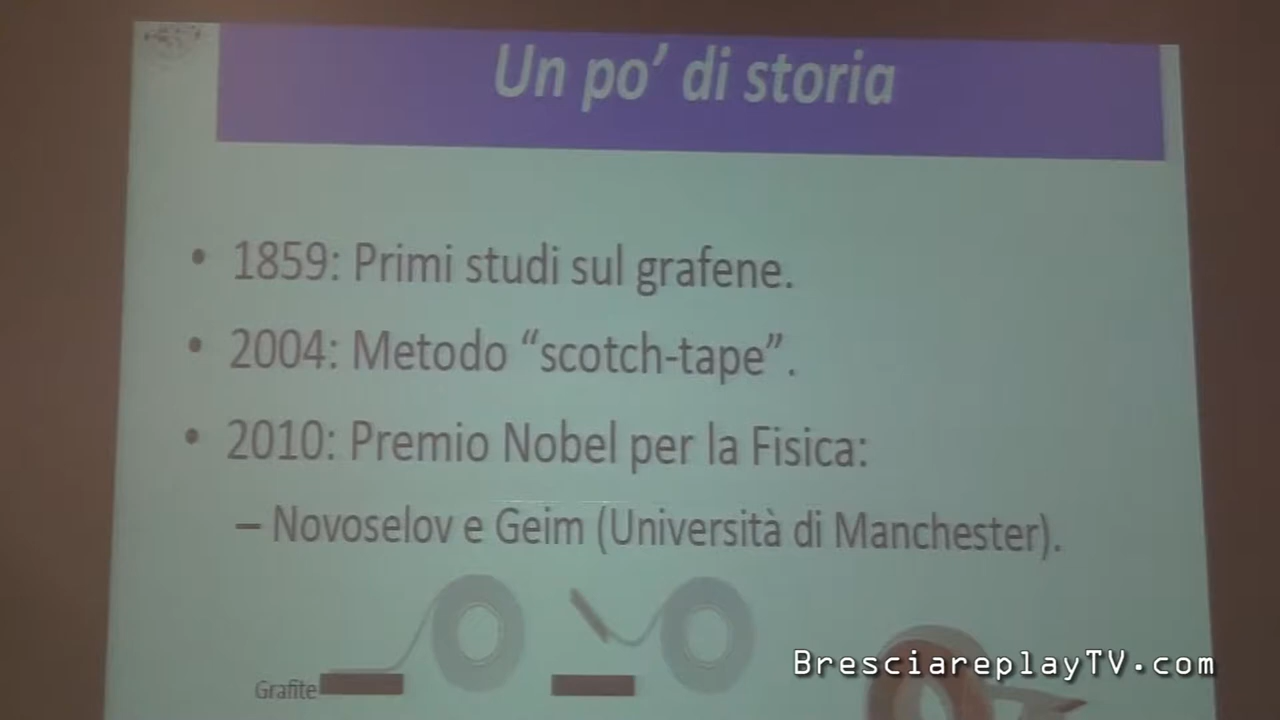 Un po' di storia
• 1859: Primi studi sul grafene.
• 2004: Metodo “scotch-tape”.
• 2010: Premio Nobel per la Fisica:
– Novoselov e Geim (Università di Manchester).
Grafite
BresciareplayTV.com